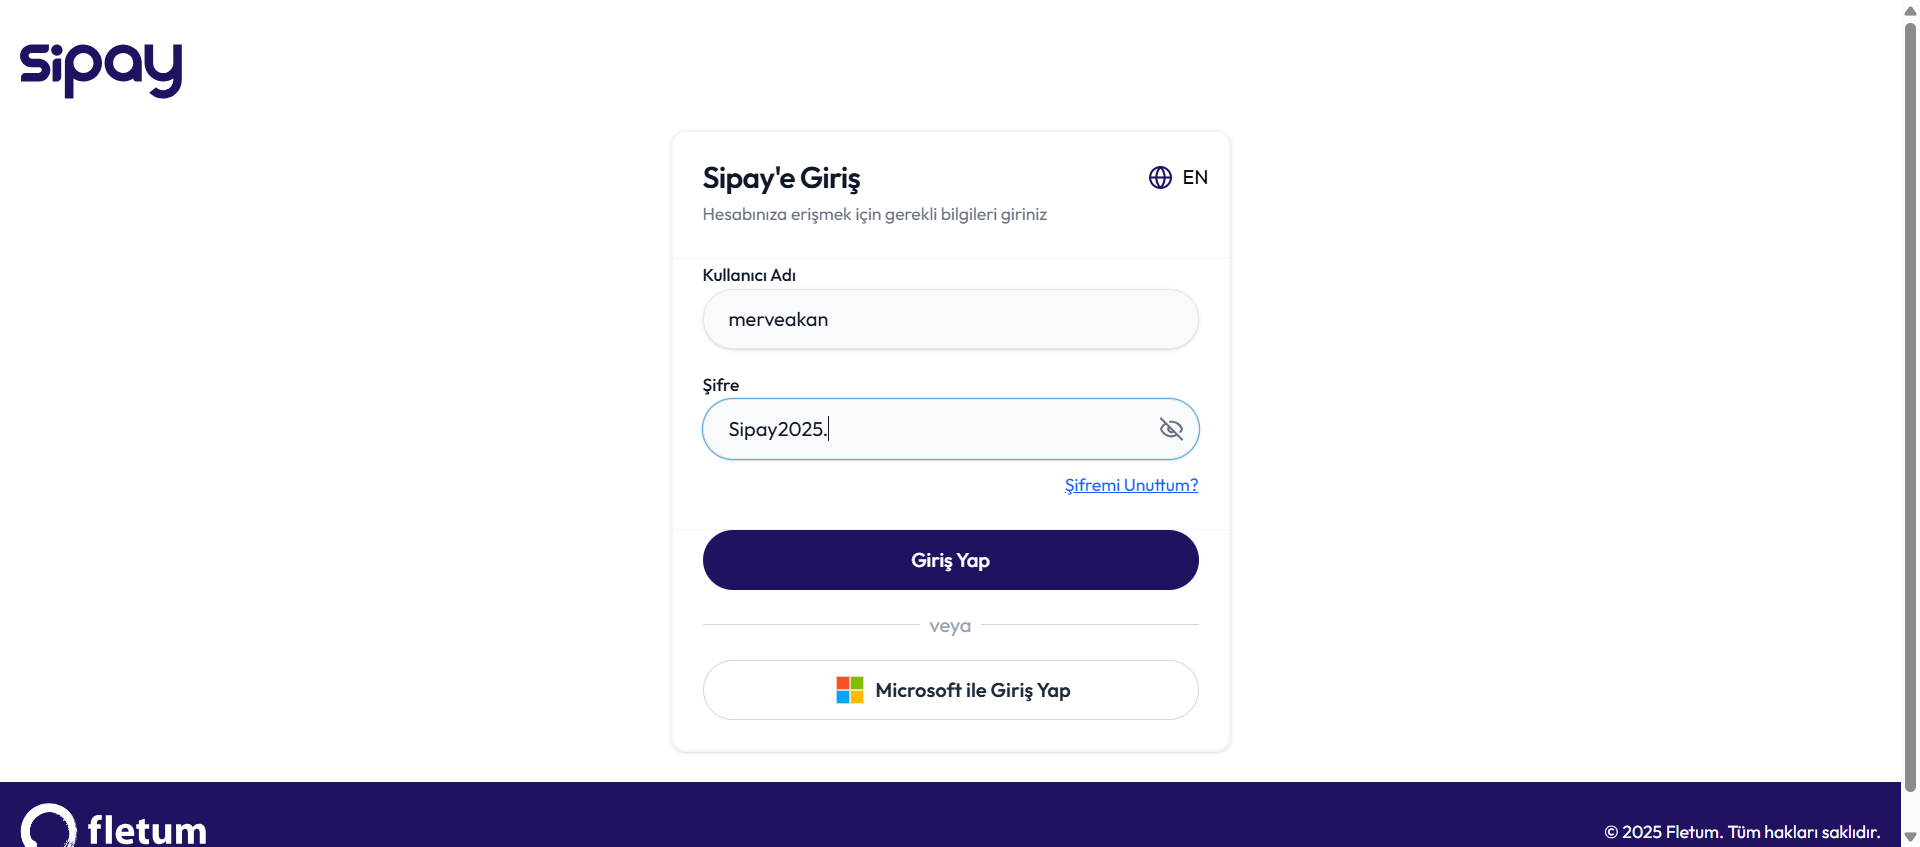 sipay
Sipay'e Giriş
EN
Hesabınıza erişmek için gerekli bilgileri giriniz
Kullanıcı Adı
merveakan
Şifre
Sipay2025.
Şifremi Unuttum?
Giriş Yap
veya
Microsoft ile Giriş Yap
fletum
© 2025 Fletum. Tüm hakları saklıdır.